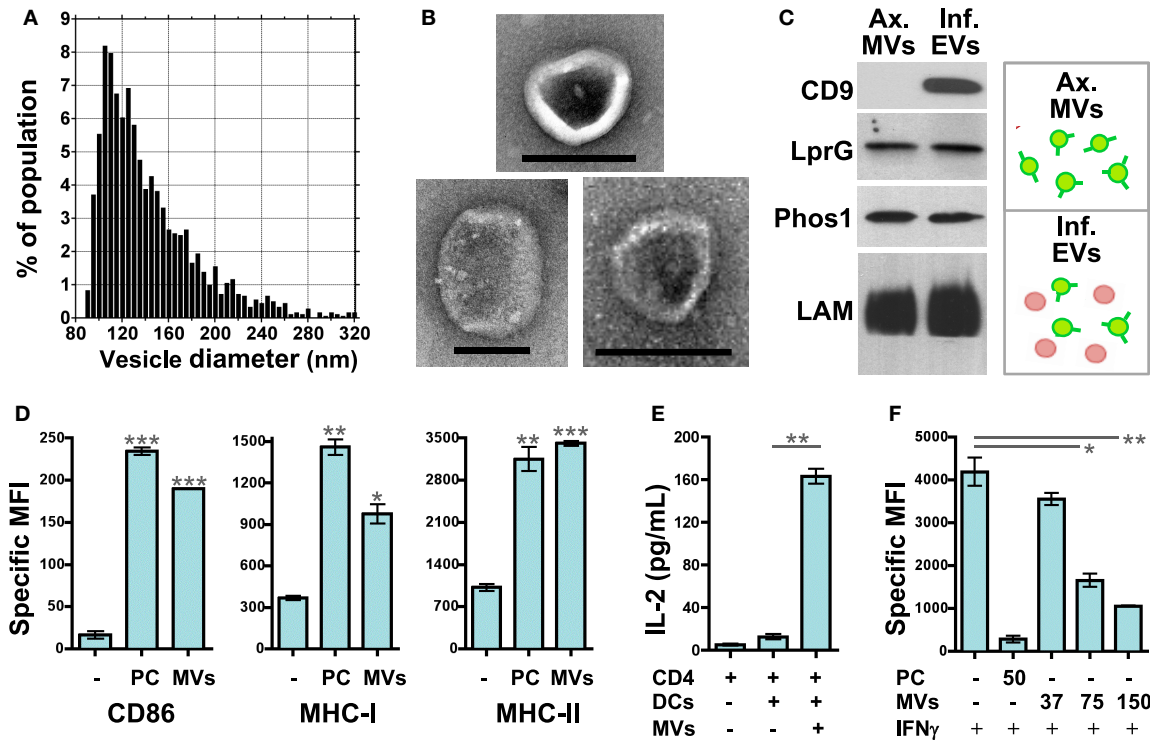 A
% of population
9
8
7
6
5
4
3
2
1
0
80 120 160 200 240 280 320
Vesicle diameter (nm)
B
C
Ax. Inf.
MVs EVs
CD9
LprG
Phos1
LAM
Ax.
MVs
Inf.
EVs
D
Specific MFI
250
200
150
100
50
0
***
***
- PC MVs
CD86
1500
1200
900
600
300
0
**
*
- PC MVs
MHC-I
3500
2800
2100
1400
700
0
**
***
- PC MVs
MHC-II
E
IL-2 (pg/mL)
200
160
120
80
40
0
**
CD4 + + +
DCs - + +
MVs - - +
F
Specific MFI
5000
4000
3000
2000
1000
0
**
*
PC - 50 - - -
MVs - - 37 75 150
IFNγ + + + + +